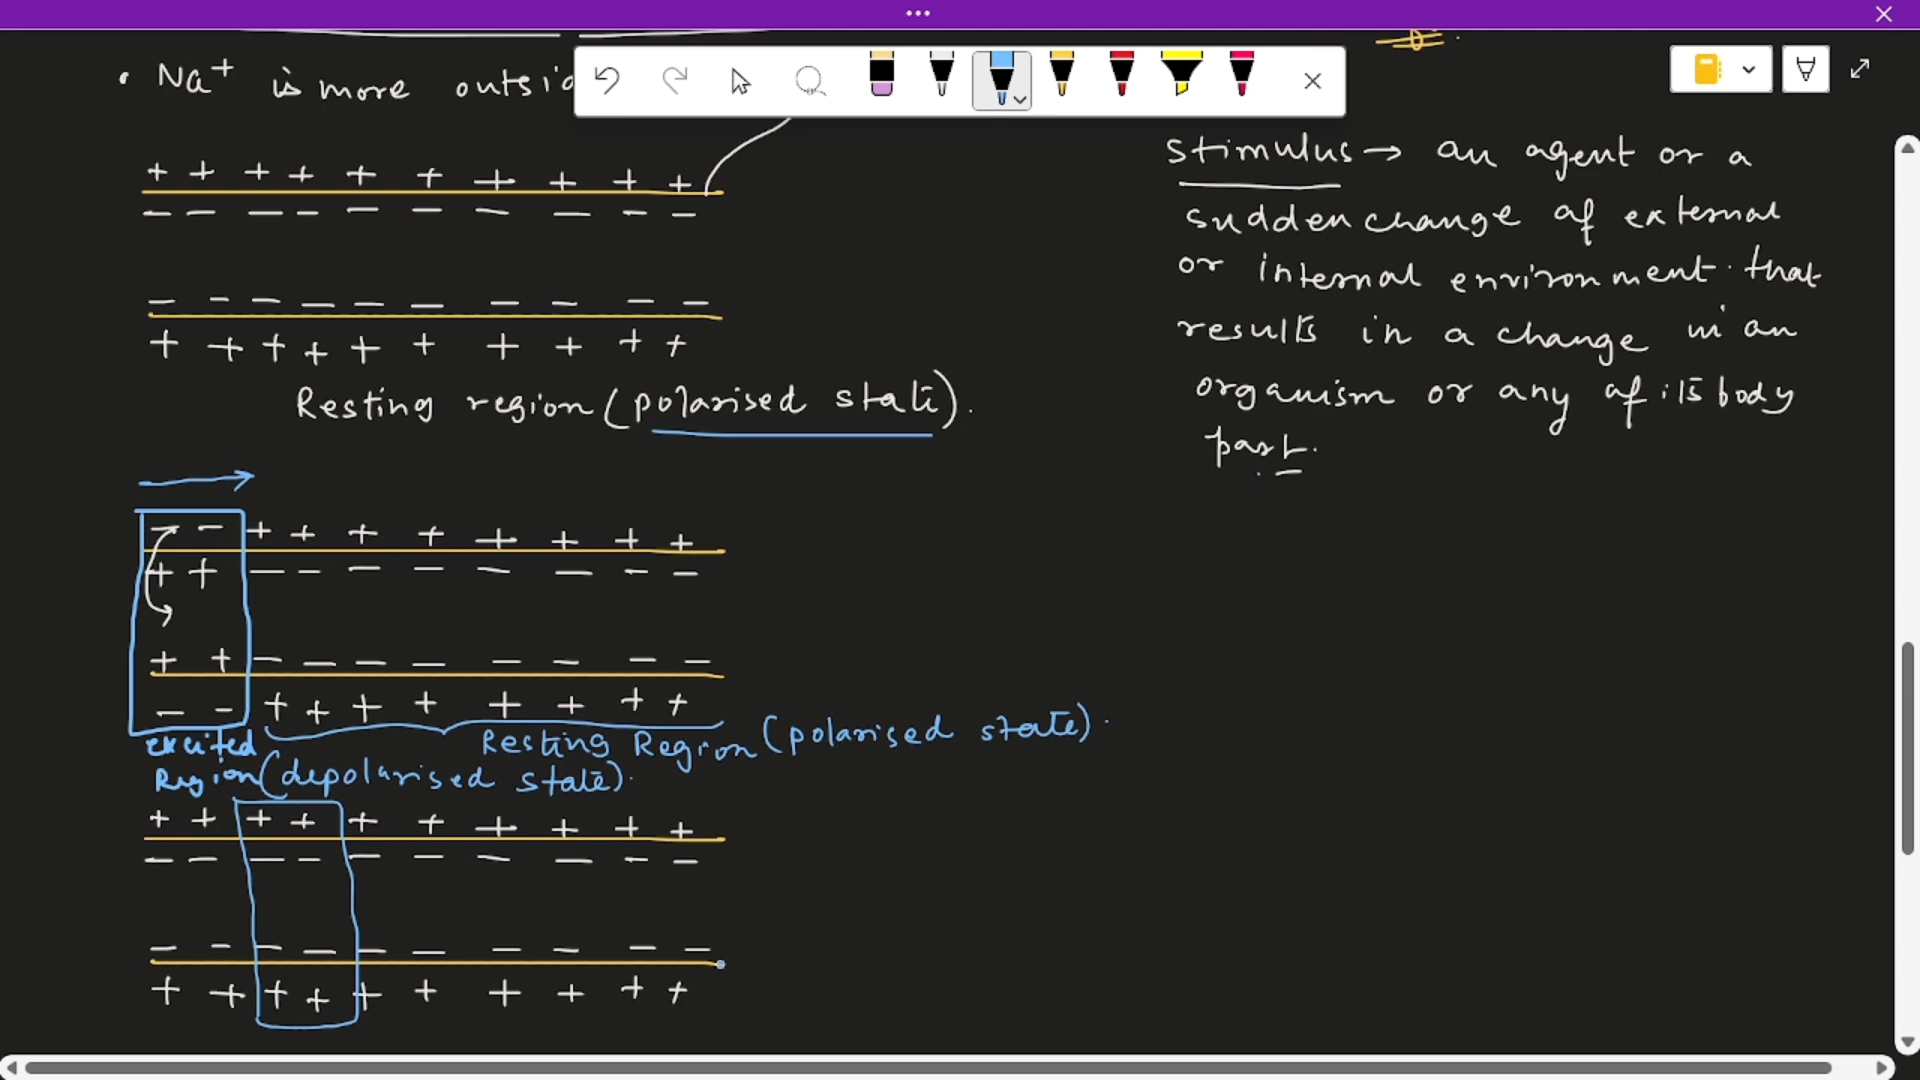 • Na+ is more outsid
+ + + + + + + + + +
– – – – – – – – – –
– – – – – – – – – –
+ + + + + + + + + +
Resting region (polarised state).
– – + + + + + + + +
+ + – – – – – – – –
+ + – – – – – – – –
– – + + + + + + + +
excited Resting Region (polarised state).
Region (depolarised state).
+ + + + + + + + + +
– – – – – – – – – –
– – – – – – – – – –
+ + + + + + + + + +
stimulus → an agent or a
sudden change of external
or internal environment that
results in a change in an
organism or any of its body
part.